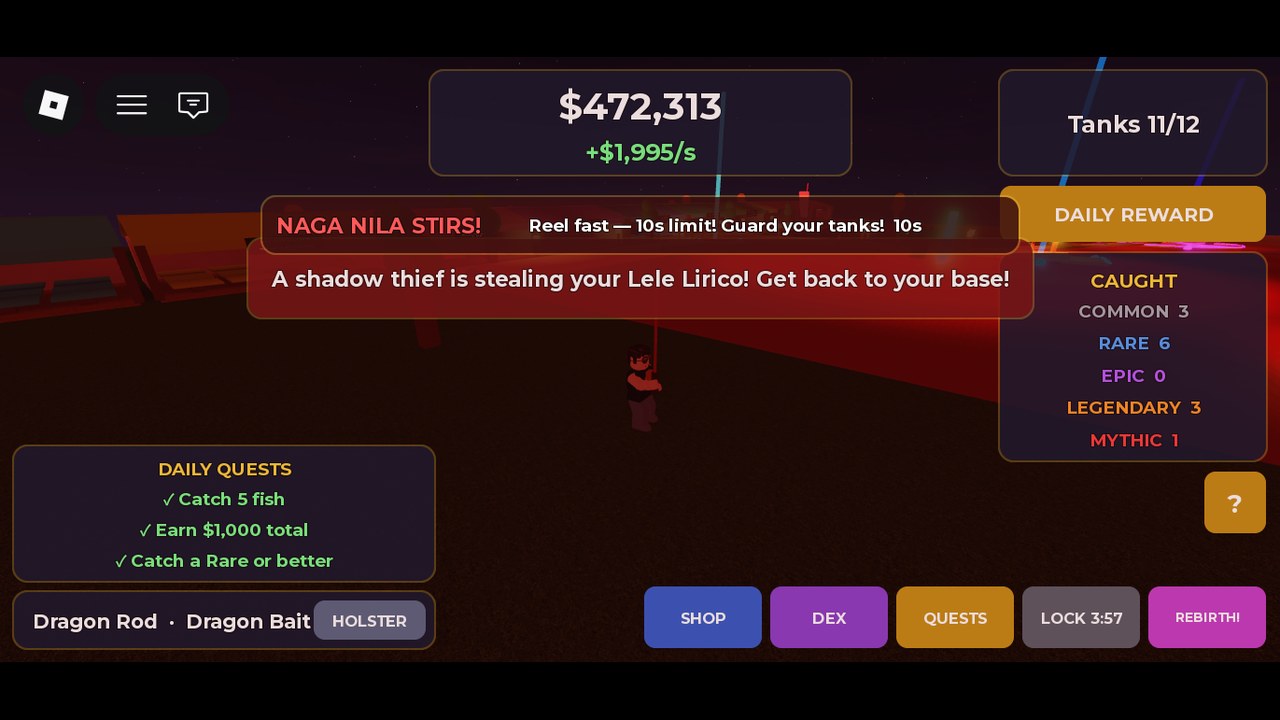 $472,313
+$1,995/s
Tanks 11/12
NAGA NILA STIRS! Reel fast — 10s limit! Guard your tanks! 10s
DAILY REWARD
A shadow thief is stealing your Lele Lirico! Get back to your base!
CAUGHT
COMMON 3
RARE 6
EPIC 0
LEGENDARY 3
MYTHIC 1
DAILY QUESTS
✓ Catch 5 fish
✓ Earn $1,000 total
✓ Catch a Rare or better
?
Dragon Rod · Dragon Bait HOLSTER
SHOP DEX QUESTS LOCK 3:57 REBIRTH!